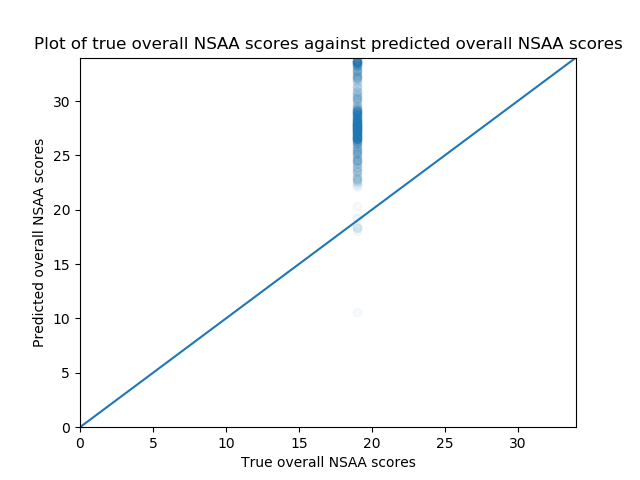 Plot of true overall NSAA scores against predicted overall NSAA scores
30
25
20
15
10
5
0
Predicted overall NSAA scores
0 5 10 15 20 25 30
True overall NSAA scores